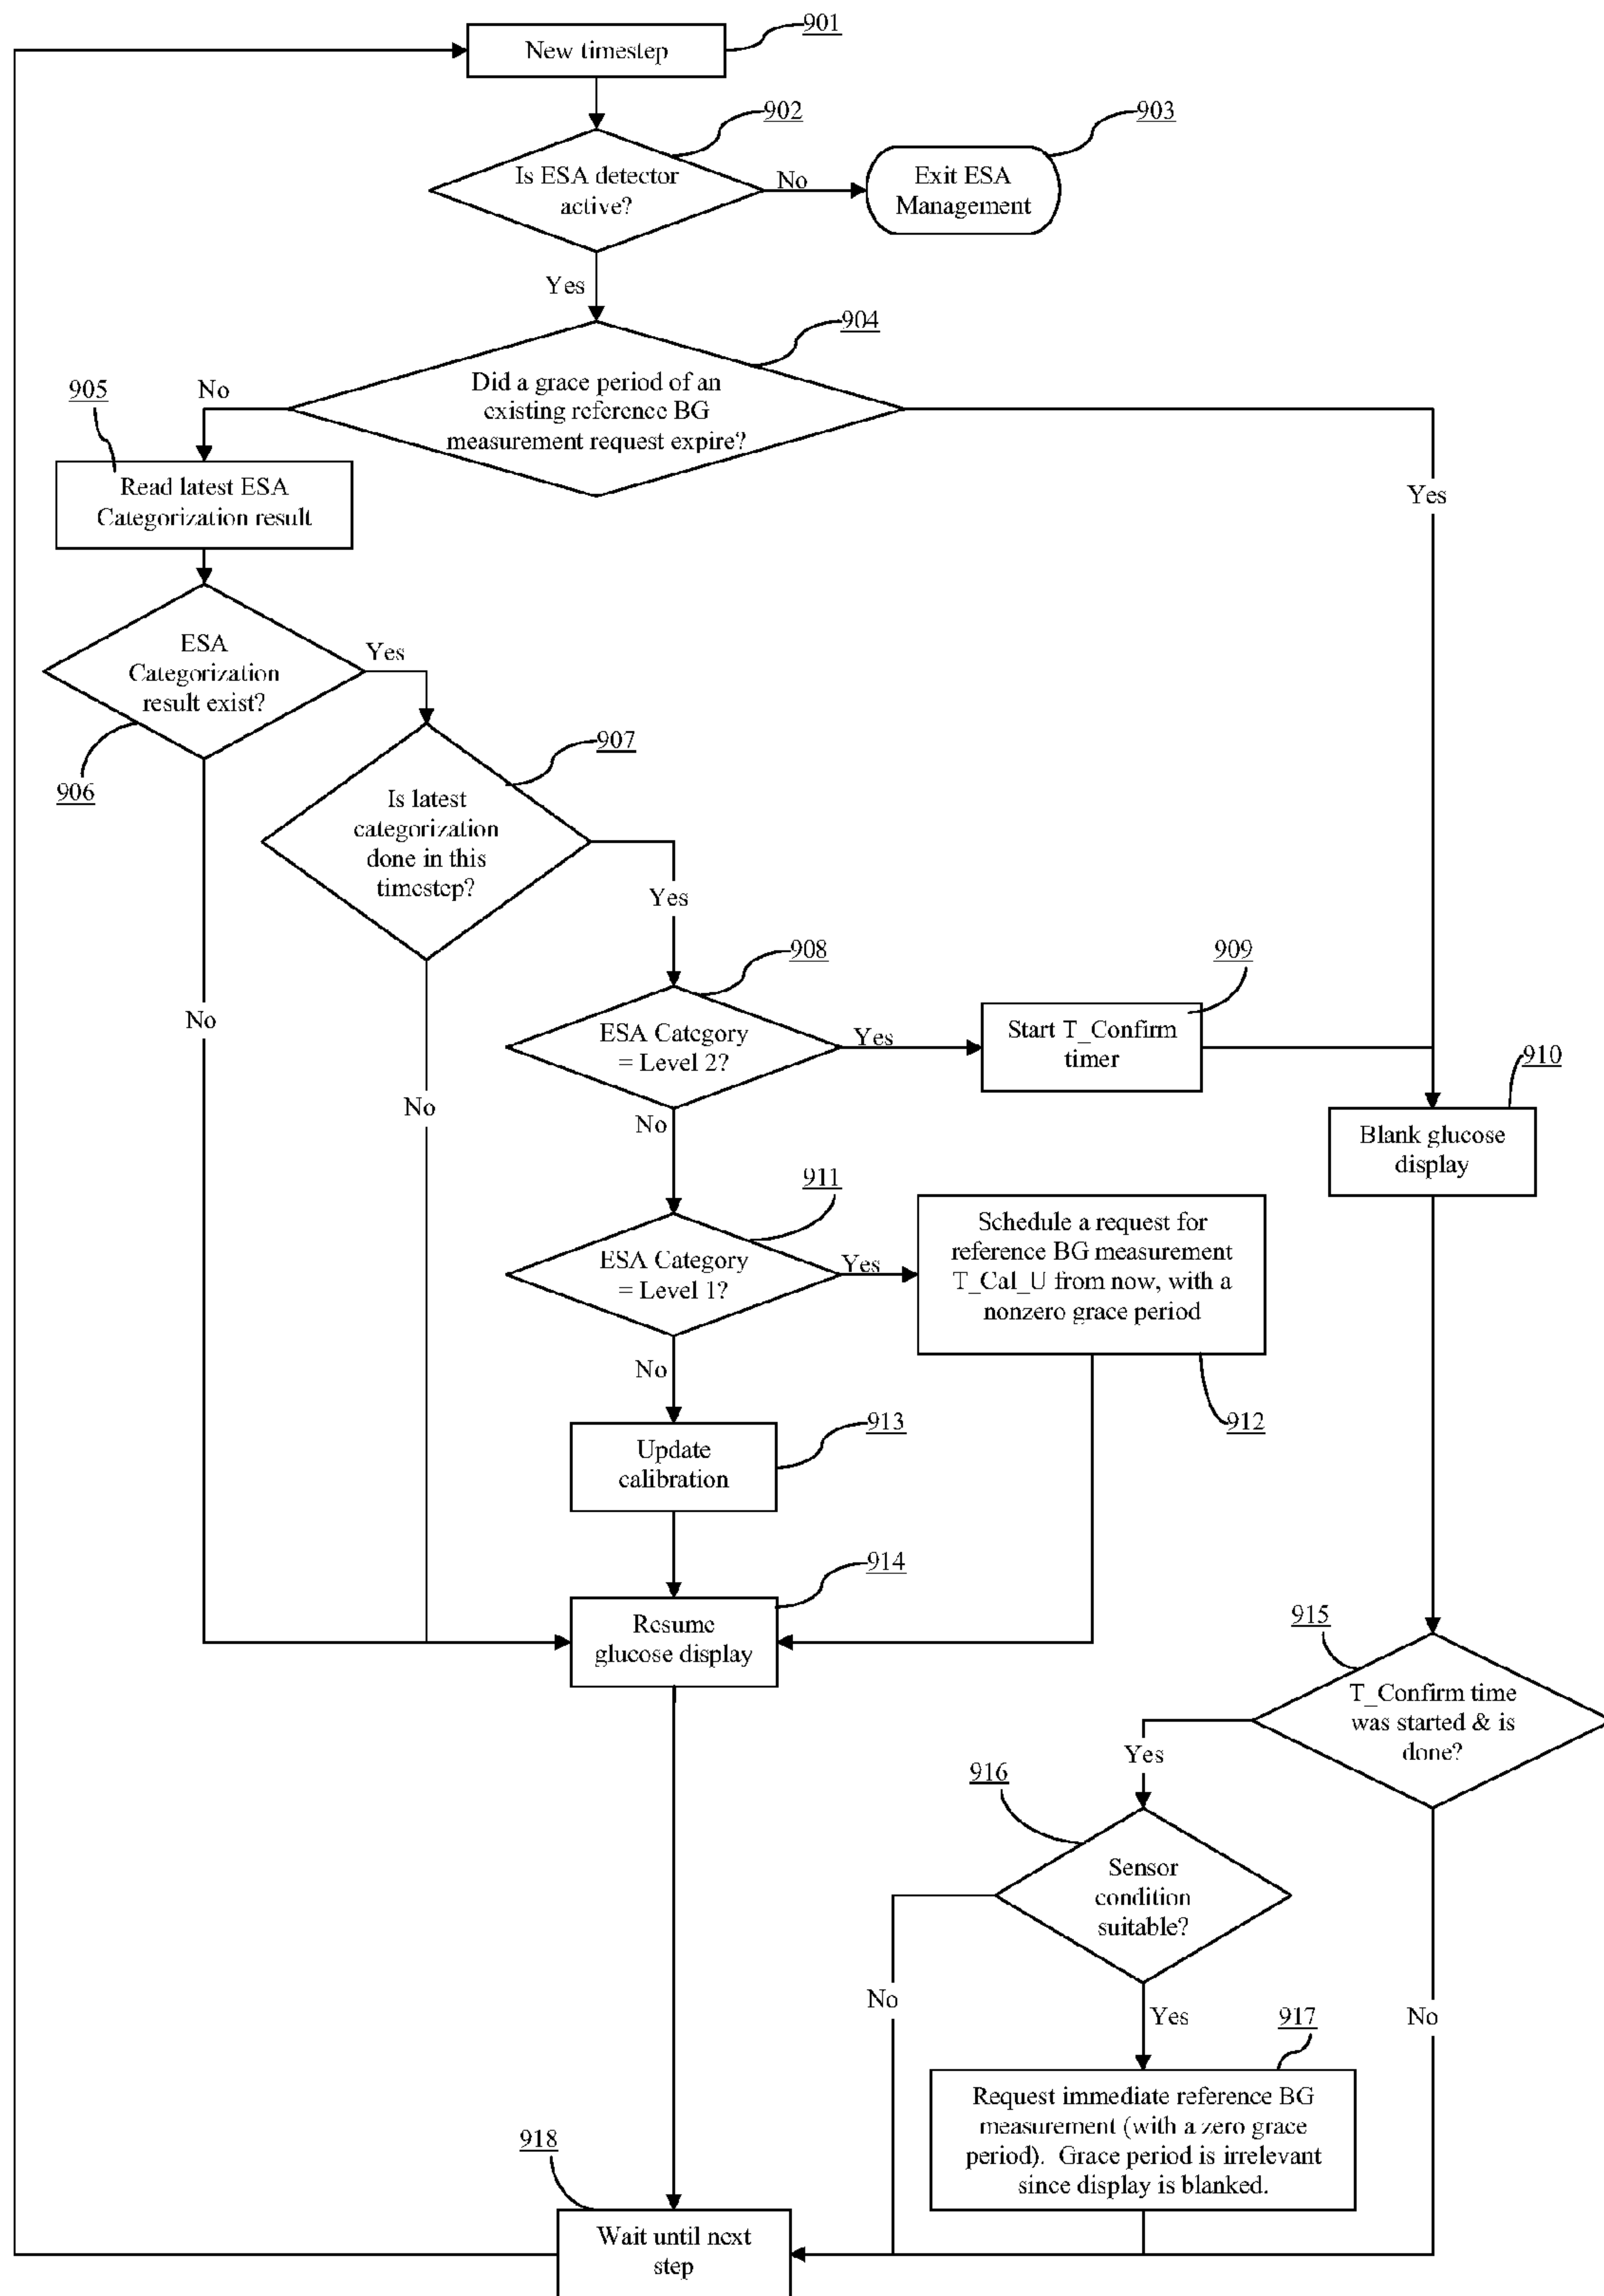 901
New timestep
902
903
Is ESA detector
active?
No
Exit ESA
Management
Yes
904
905
No
Did a grace period of an
existing reference BG
measurement request expire?
Read latest ESA
Categorization result
Yes
ESA
Categorization
result exist?
Yes
906
907
Is latest
categorization
done in this
timestep?
Yes
No
908
909
ESA Category
= Level 2?
Yes
Start T_Confirm
timer
910
No
No
Blank glucose
display
911
ESA Category
= Level 1?
Yes
Schedule a request for
reference BG measurement
T_Cal_U from now, with a
nonzero grace period
No
912
913
Update
calibration
914
Resume
glucose display
915
T_Confirm time
was started & is
done?
Yes
916
Sensor
condition
suitable?
No
Yes
No
917
Request immediate reference BG
measurement (with a zero grace
period). Grace period is irrelevant
since display is blanked.
918
Wait until next
step